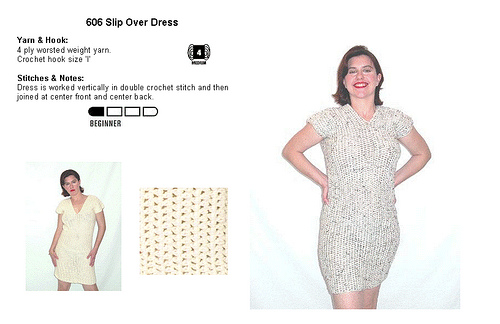 606 Slip Over Dress
Yarn & Hook:
4 ply worsted weight yarn.
Crochet hook size 'I'
4
MEDIUM
Stitches & Notes:
Dress is worked vertically in double crochet stitch and then
joined at center front and center back.
BEGINNER